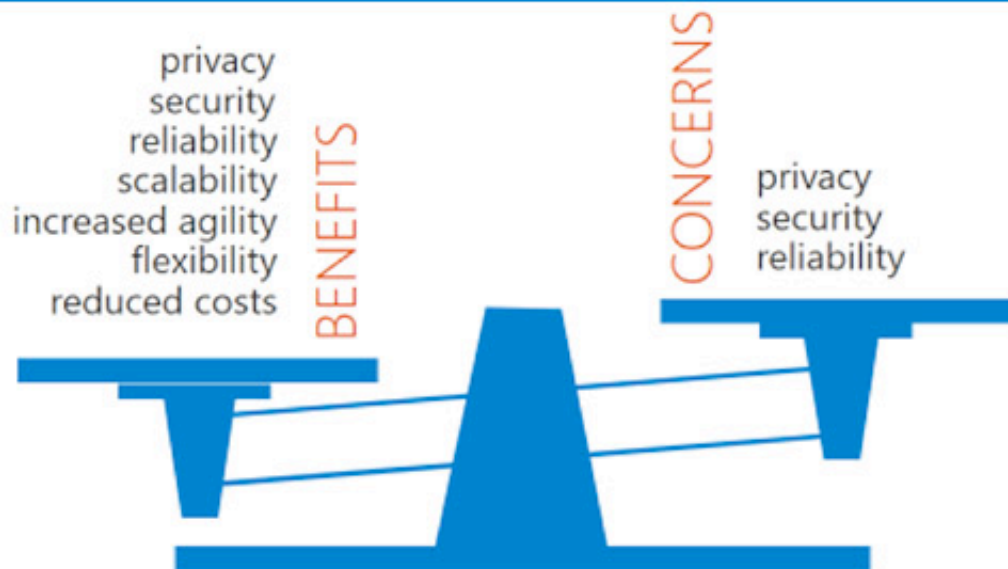 privacy
security
reliability
scalability
increased agility
flexibility
reduced costs
BENEFITS
CONCERNS
privacy
security
reliability